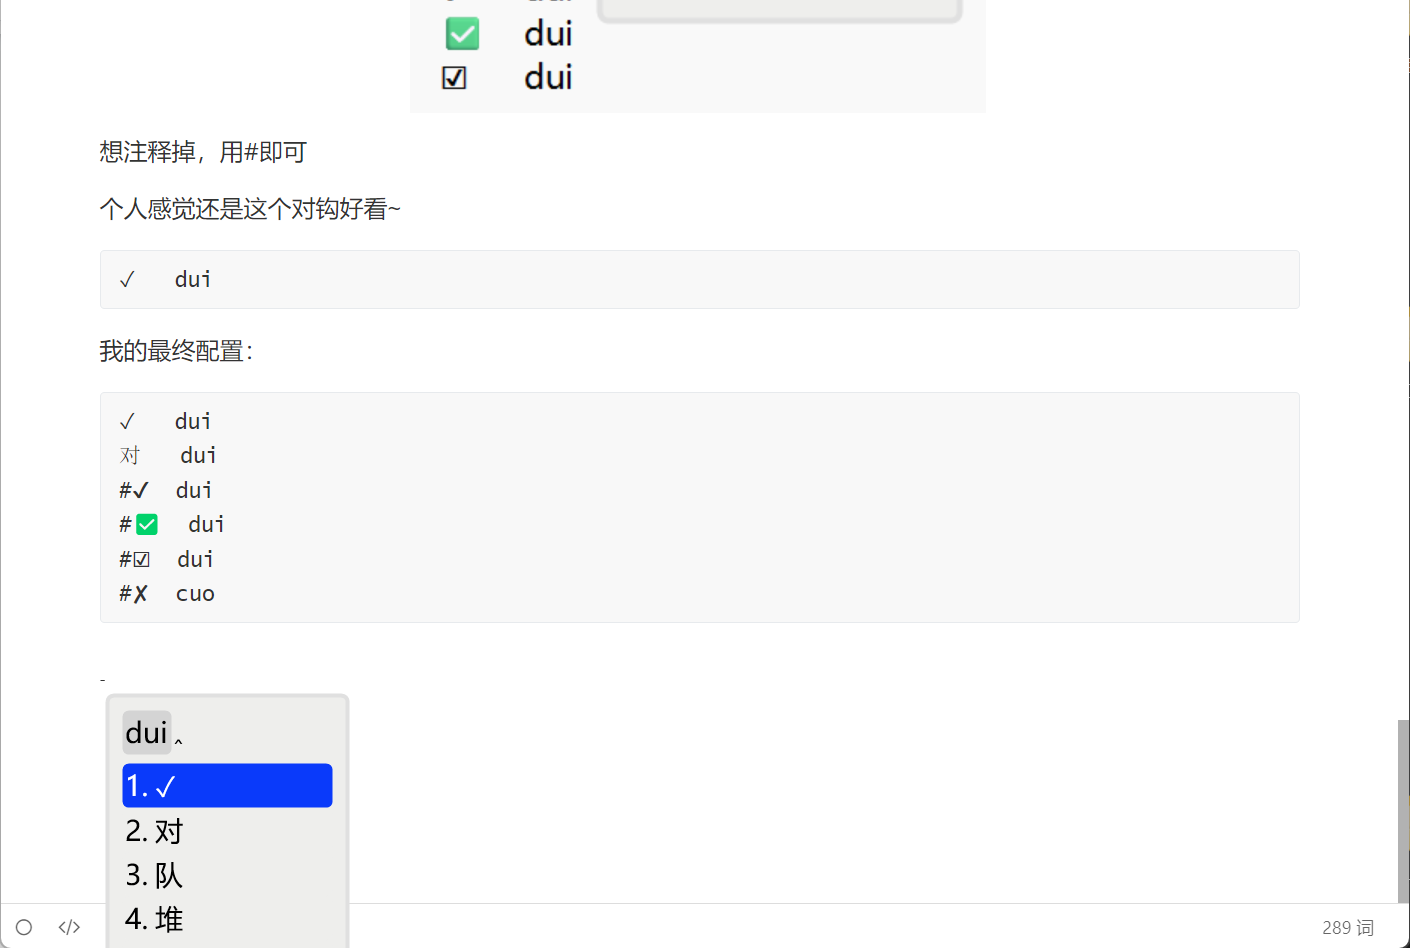 ✅ dui
☑ dui
想注释掉，用#即可
个人感觉还是这个对钩好看~
✓ dui
我的最终配置：
✓ dui
对 dui
#✔ dui
#✅ dui
#☑ dui
#✘ cuo
-
dui‸
1. ✓
2. 对
3. 队
4. 堆
</>
289 词